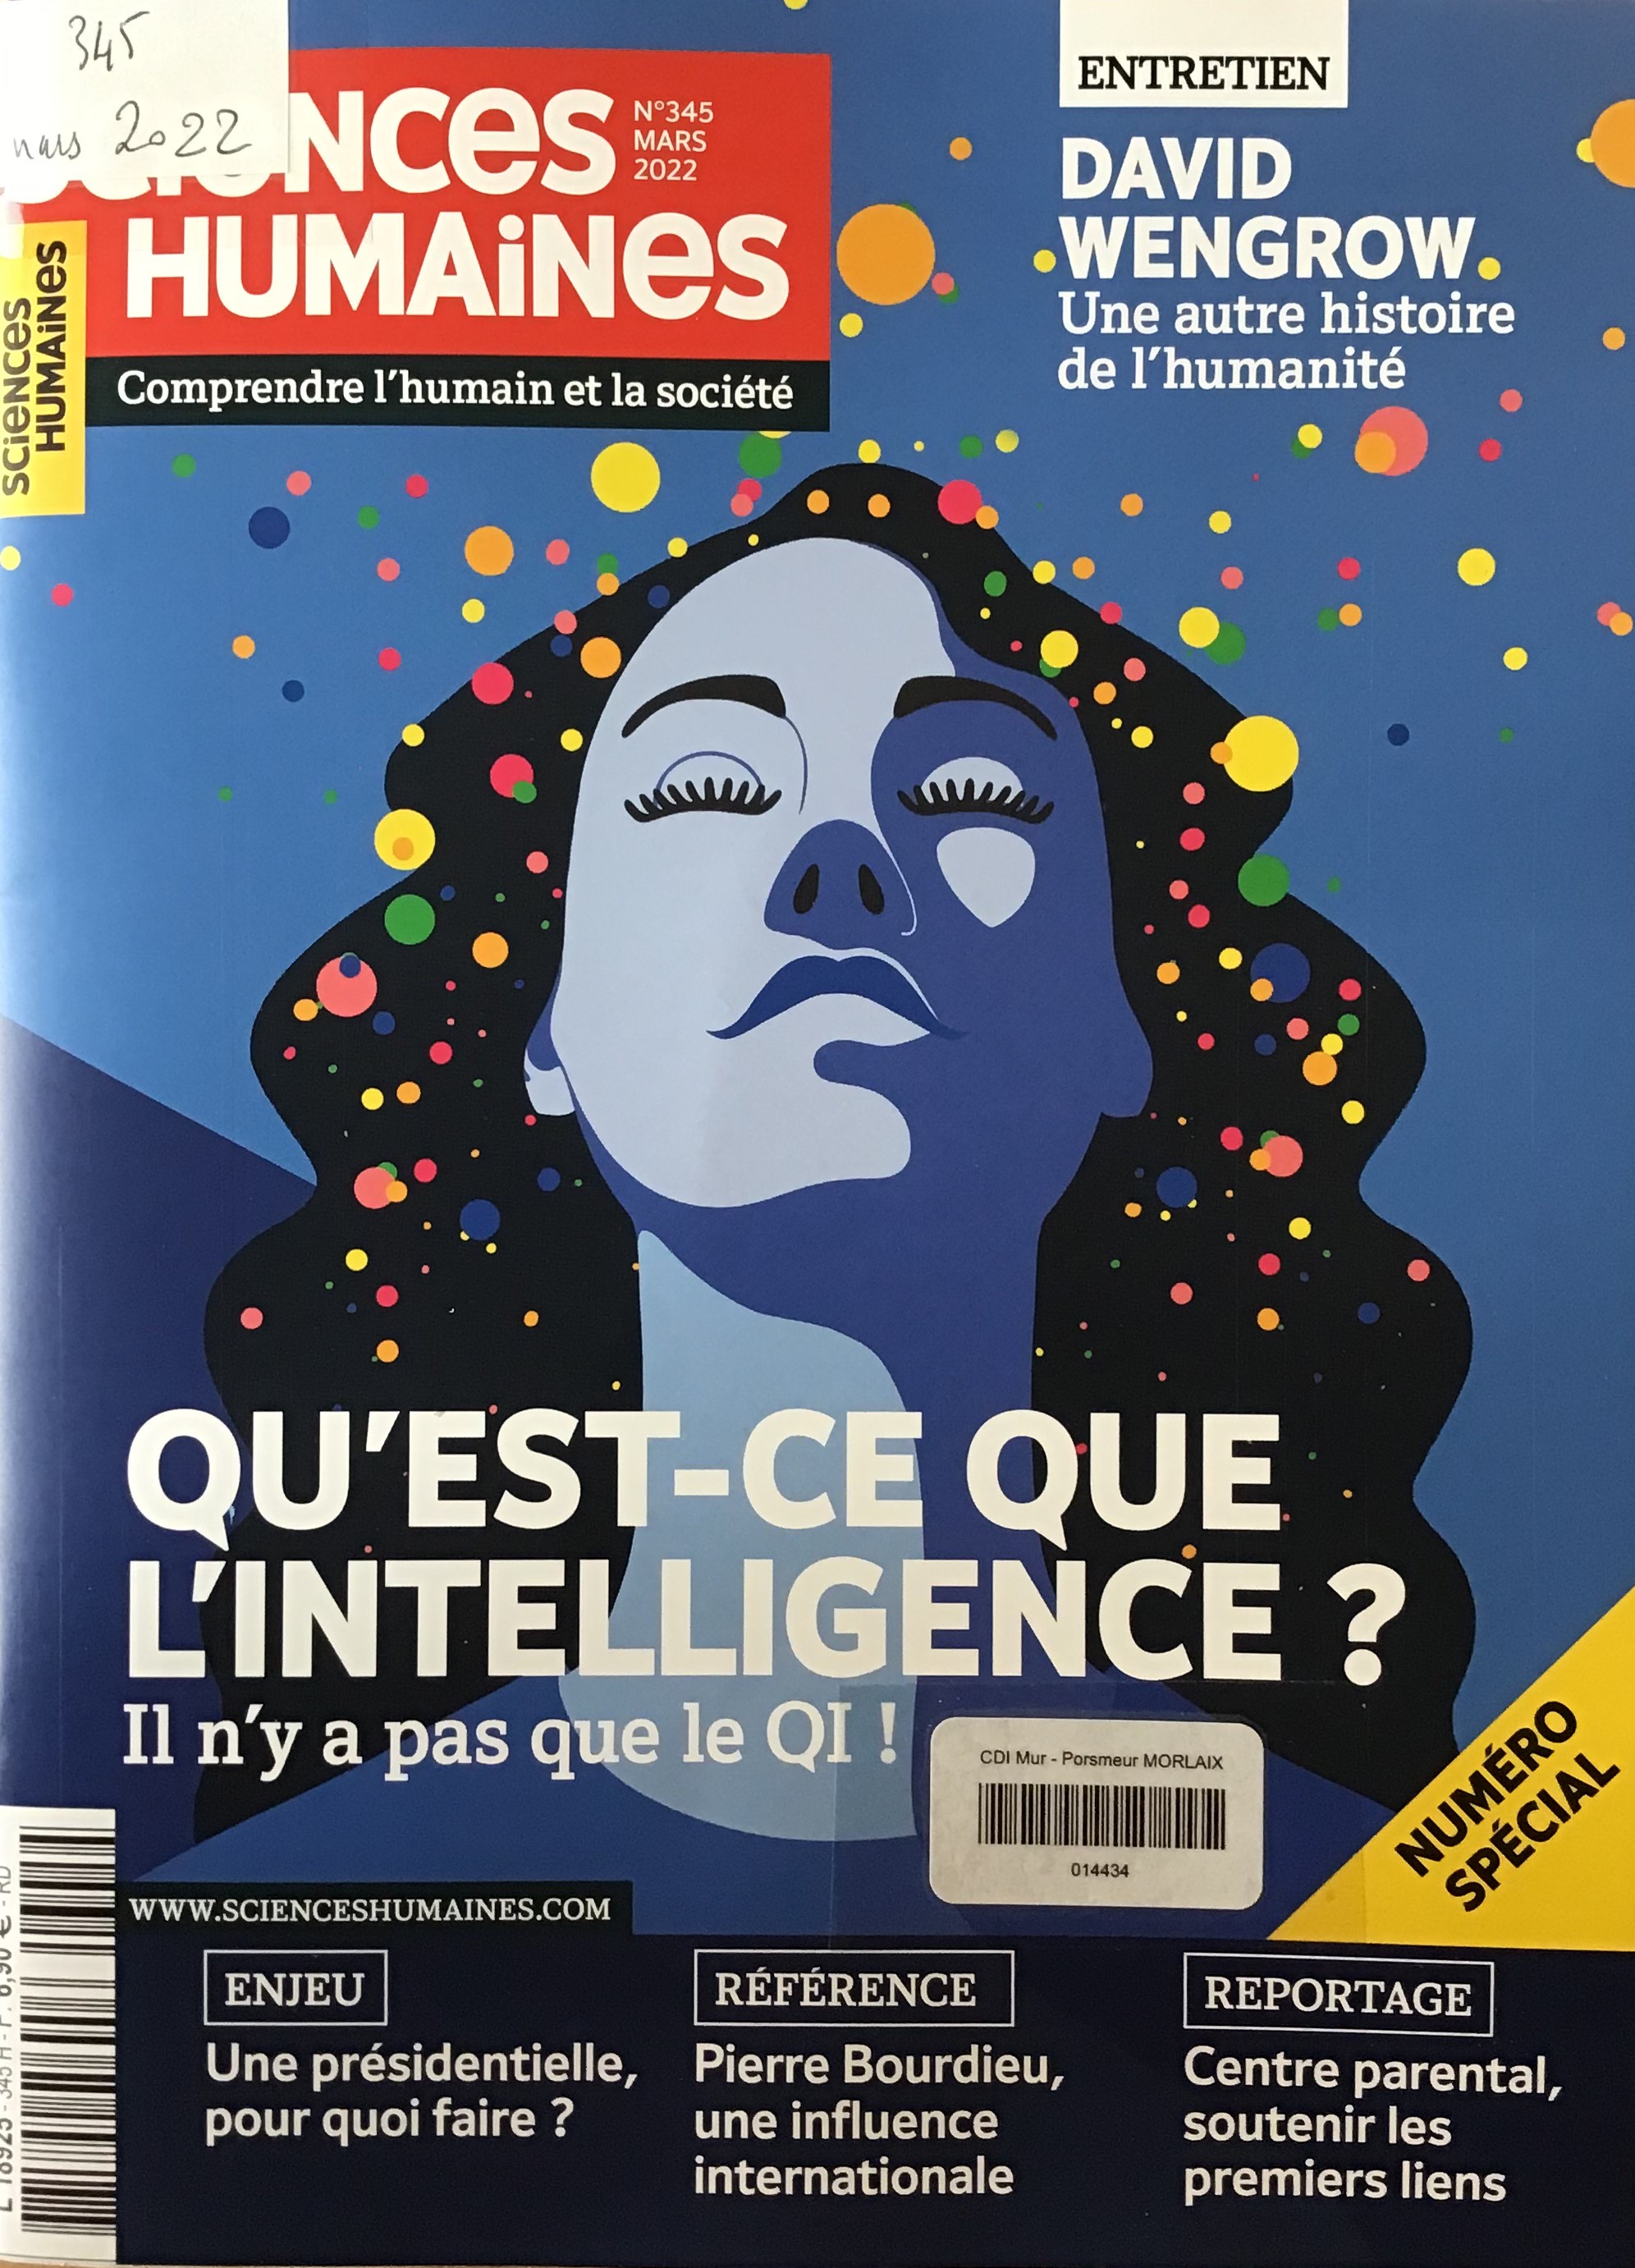 345
mars 2022
SCiENCES
N°345
MARS
2022
HUMAiNES
Comprendre l'humain et la société
SCiENCES
HUMAiNES
ENTRETIEN
DAVID
WENGROW
Une autre histoire
de l'humanité
QU'EST-CE QUE
L'INTELLIGENCE ?
Il n'y a pas que le QI !
CDI Mur - Porsmeur MORLAIX
014434
NUMÉRO
SPÉCIAL
WWW.SCIENCESHUMAINES.COM
ENJEU
Une présidentielle,
pour quoi faire ?
RÉFÉRENCE
Pierre Bourdieu,
une influence
internationale
REPORTAGE
Centre parental,
soutenir les
premiers liens